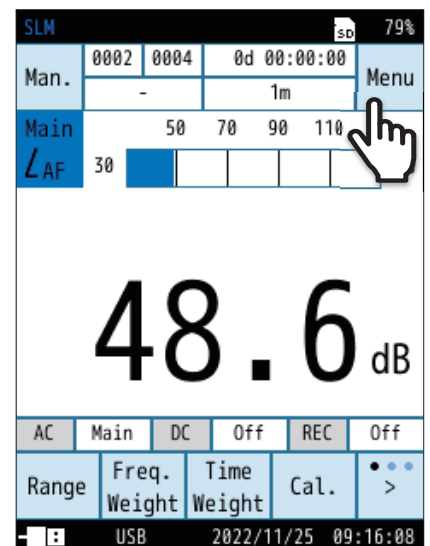 SLM SD 79%
Man. 0002 0004 0d 00:00:00 Menu
- 1m
Main 50 70 90 110
LAF 30
48.6 dB
AC Main DC Off REC Off
Range Freq. Weight Time Weight Cal. >
USB 2022/11/25 09:16:08